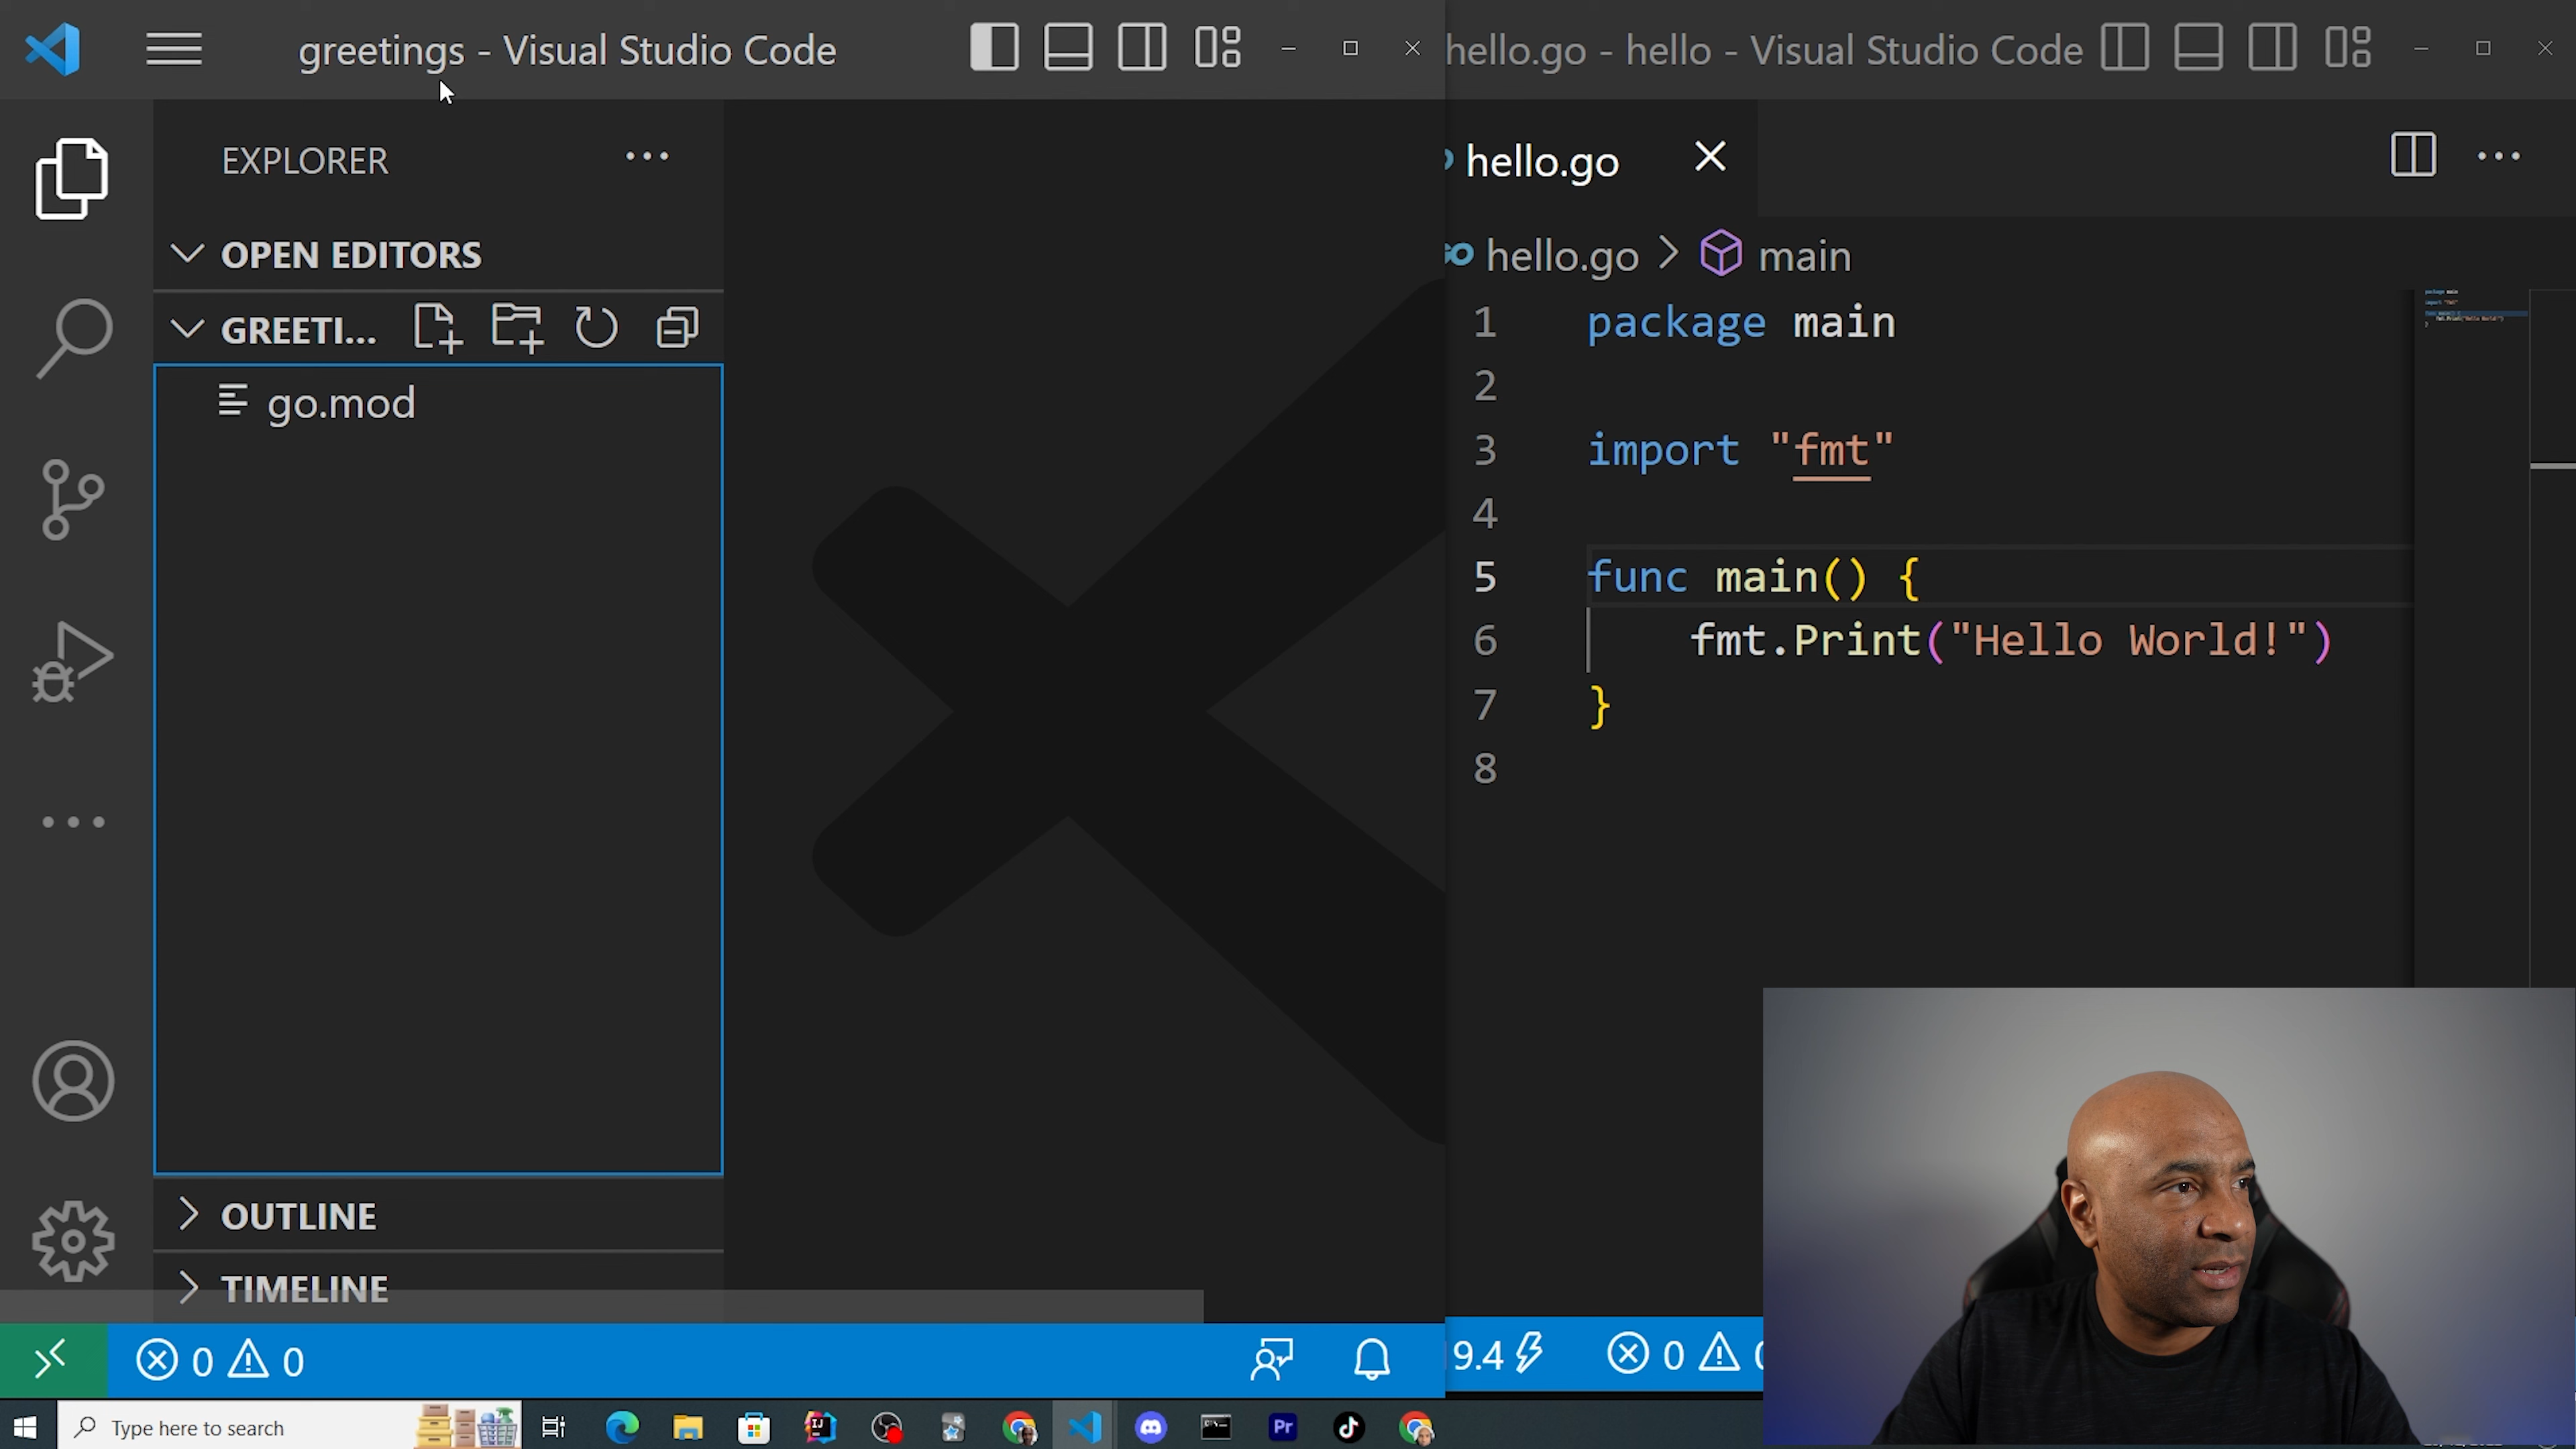 greetings - Visual Studio Code
EXPLORER
OPEN EDITORS
GREETI...
go.mod
OUTLINE
TIMELINE
0 0
hello.go - hello - Visual Studio Code
hello.go
hello.go > main
1 package main
2
3 import "fmt"
4
5 func main() {
6 fmt.Print("Hello World!")
7 }
8
9.4 0
Type here to search
Pr